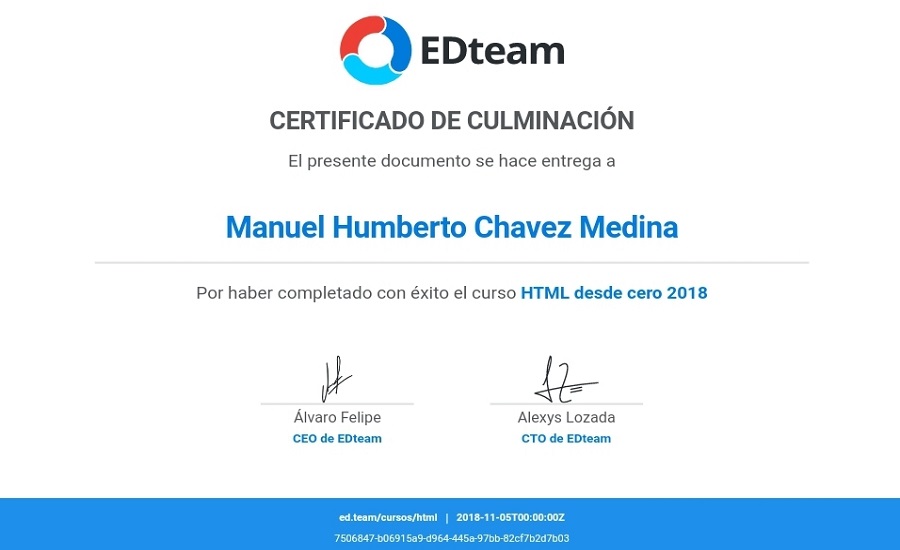 EDteam
CERTIFICADO DE CULMINACIÓN
El presente documento se hace entrega a
Manuel Humberto Chavez Medina
Por haber completado con éxito el curso HTML desde cero 2018
Álvaro Felipe
CEO de EDteam
Alexys Lozada
CTO de EDteam
ed.team/cursos/html | 2018-11-05T00:00:00Z
7506847-b06915a9-d964-445a-97bb-82cf7b2d7b03